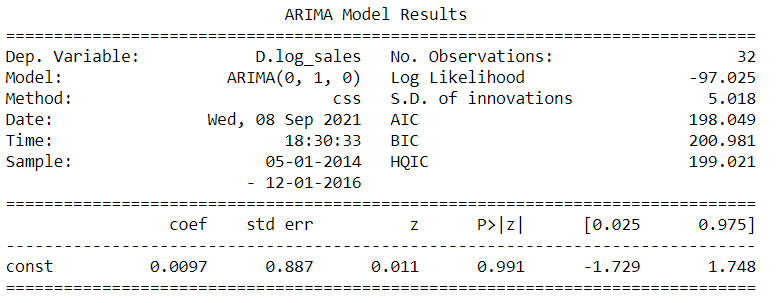 ARIMA Model Results
==============================================================================
Dep. Variable:            D.log_sales   No. Observations:                   32
Model:                 ARIMA(0, 1, 0)   Log Likelihood                 -97.025
Method:                           css   S.D. of innovations              5.018
Date:                Wed, 08 Sep 2021   AIC                            198.049
Time:                        18:30:33   BIC                            200.981
Sample:                    05-01-2014   HQIC                           199.021
                         - 12-01-2016
==============================================================================
                 coef    std err          z      P>|z|      [0.025      0.975]
------------------------------------------------------------------------------
const          0.0097      0.887      0.011      0.991      -1.729       1.748
==============================================================================